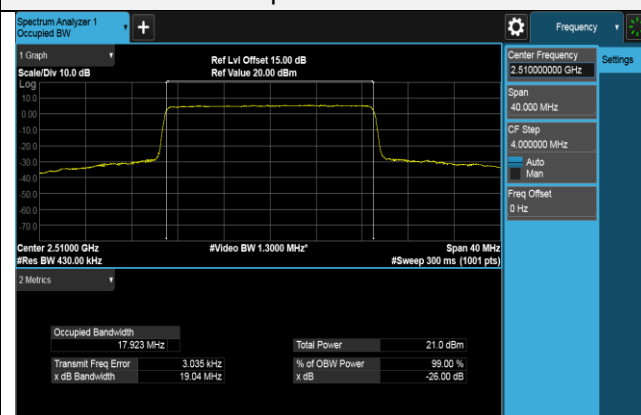 Spectrum Analyzer 1
Occupied BW
+
Frequency
1 Graph
Scale/Div 10.0 dB
Ref Lvl Offset 15.00 dB
Ref Value 20.00 dBm
Log
10.0
0.00
-10.0
-20.0
-30.0
-40.0
-50.0
-60.0
-70.0
Center 2.51000 GHz
#Video BW 1.3000 MHz*
Span 40 MHz
#Res BW 430.00 kHz
#Sweep 300 ms (1001 pts)
2 Metrics
Occupied Bandwidth
17.923 MHz
Total Power 21.0 dBm
Transmit Freq Error 3.035 kHz
% of OBW Power 99.00 %
x dB Bandwidth 19.04 MHz
x dB -26.00 dB
Center Frequency
2.510000000 GHz
Settings
Span
40.000 MHz
CF Step
4.000000 MHz
Auto
Man
Freq Offset
0 Hz